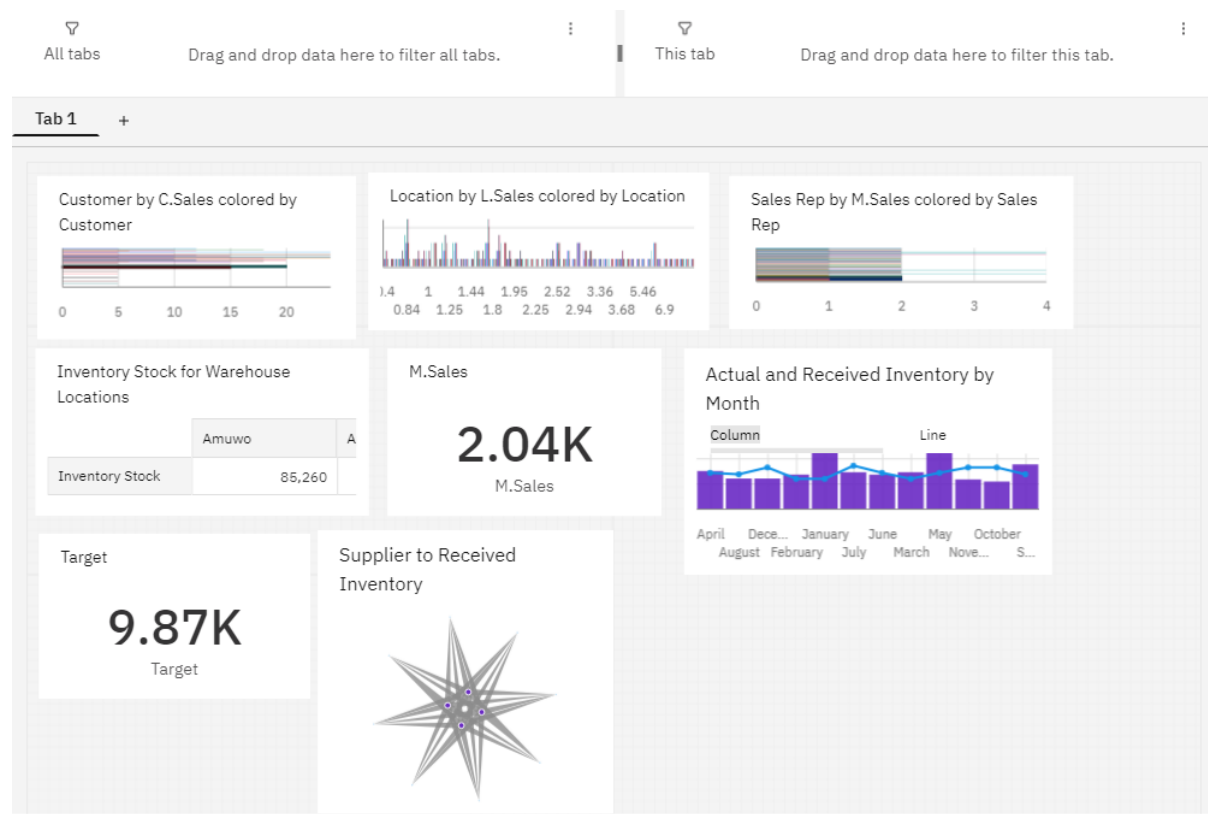 All tabs
Drag and drop data here to filter all tabs.
This tab
Drag and drop data here to filter this tab.
Tab 1 +
Customer by C.Sales colored by
Customer
0 5 10 15 20
Location by L.Sales colored by Location
).4 1 1.44 1.95 2.52 3.36 5.46
0.84 1.25 1.8 2.25 2.94 3.68 6.9
Sales Rep by M.Sales colored by Sales
Rep
0 1 2 3 4
Inventory Stock for Warehouse
Locations
Amuwo A
Inventory Stock 85,260
M.Sales
2.04K
M.Sales
Actual and Received Inventory by
Month
Column Line
April Dece... January June May October
August February July March Nove... S...
Target
9.87K
Target
Supplier to Received
Inventory